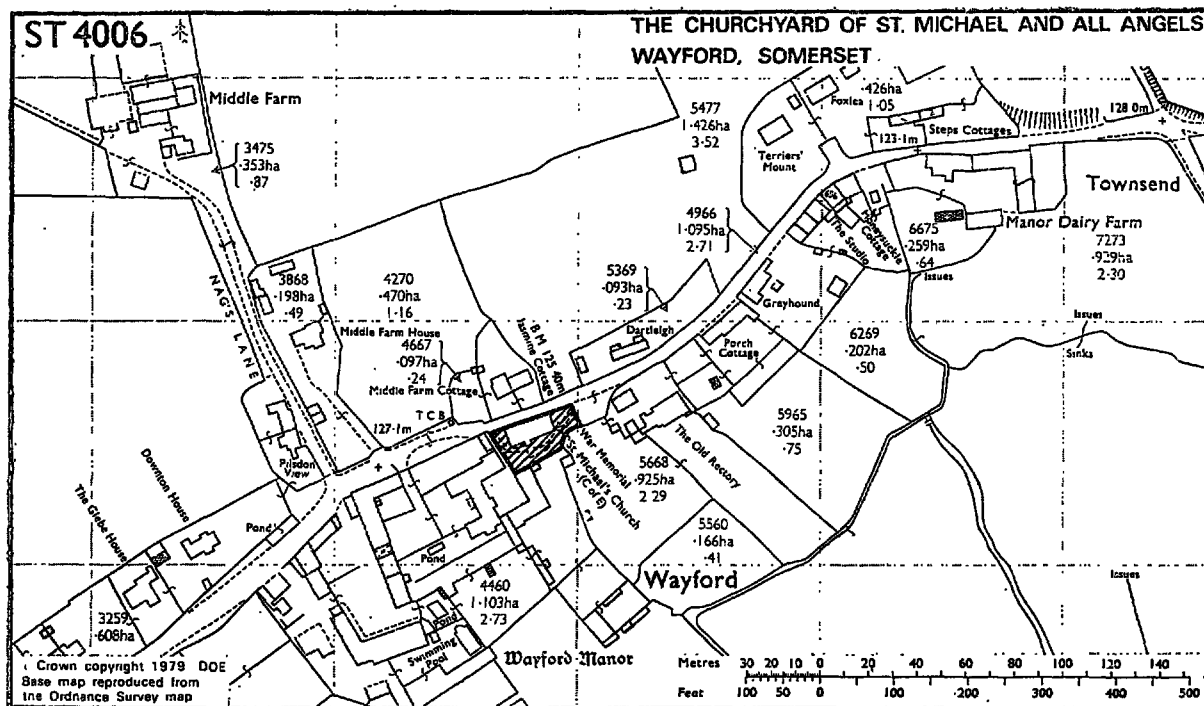 ST 4006
THE CHURCHYARD OF ST. MICHAEL AND ALL ANGELS
WAYFORD, SOMERSET
Middle Farm
3475
·353ha
·87
5477
1·426ha
3·52
Foxlea
·426ha
1·05
128·0m
123·1m
Steps Cottages
Terriers'
Mount
Townsend
4966
1·095ha
2·71
The Studio
Honeysuckle
Cottage
6675
·259ha
·64
Manor Dairy Farm
7273
·929ha
2·30
Issues
NAG'S LANE
3868
·198ha
·49
4270
·470ha
1·16
5369
·093ha
·23
Grayhound
Middle Farm House
4667
·097ha
·24
Middle Farm Cottage
Jasmine Cottage
B M 125·40m
Dartleigh
Porch
Cottage
6269
·202ha
·50
Issues
Sinks
T C B
127·1m
Pilsdon
View
War Memorial
St Michael's Church
(C of E)
The Old Rectory
5965
·305ha
·75
5668
·925ha
2·29
5560
·166ha
·41
The Glebe House
Downton House
Pond
Pond
Wayford
Issues
3259
·608ha
4460
1·103ha
2·73
Pond
Swimming
Pool
Wayford Manor
Crown copyright 1979 DOE
Base map reproduced from
the Ordnance Survey map
Metres 30 20 10 0 20 40 60 80 100 120 140
Feet 100 50 0 100 200 300 400 500